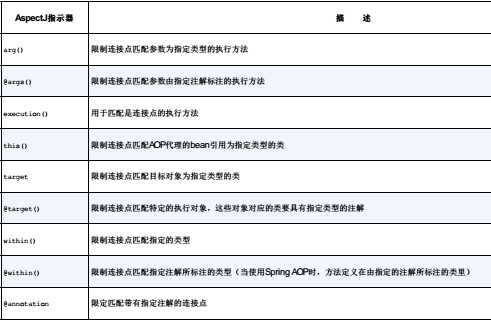 AspectJ指示器 描 述
arg() 限制连接点匹配参数为指定类型的执行方法
@args() 限制连接点匹配参数由指定注解标注的执行方法
execution() 用于匹配是连接点的执行方法
this() 限制连接点匹配AOP代理的bean引用为指定类型的类
target 限制连接点匹配目标对象为指定类型的类
@target() 限制连接点匹配特定的执行对象，这些对象对应的类要具有指定类型的注解
within() 限制连接点匹配指定的类型
@within() 限制连接点匹配指定注解所标注的类型（当使用Spring AOP时，方法定义在由指定的注解所标注的类里）
@annotation 限定匹配带有指定注解的连接点